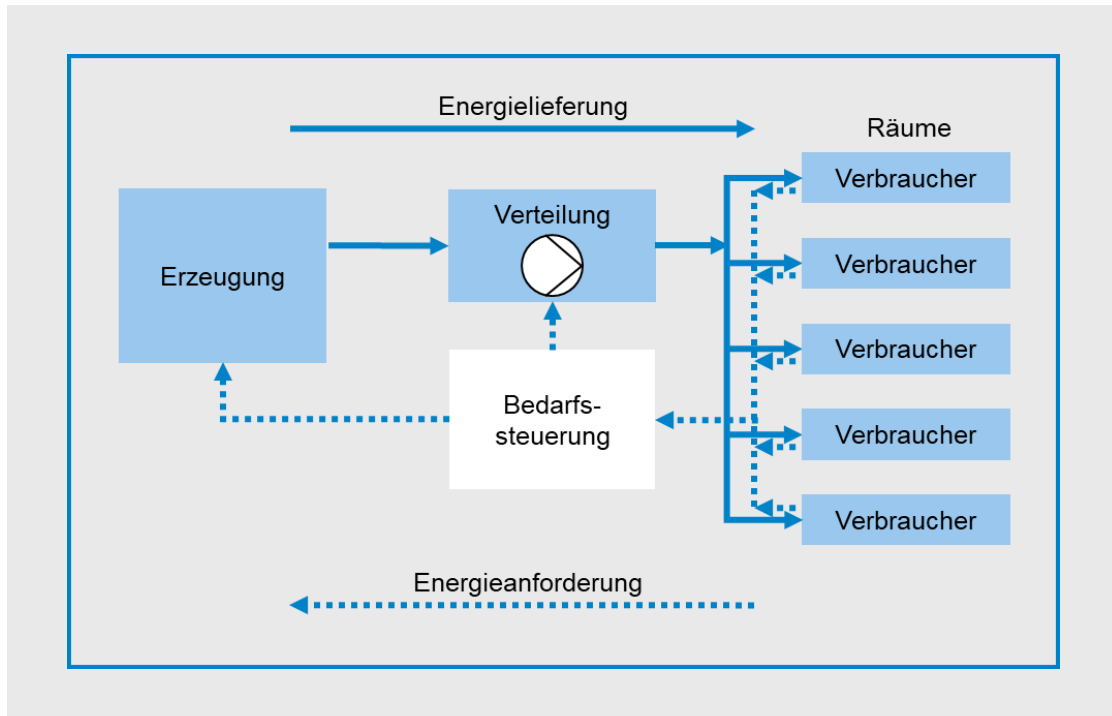 Energielieferung
Räume
Verbraucher
Erzeugung
Verteilung
Verbraucher
Verbraucher
Bedarfs-
steuerung
Verbraucher
Verbraucher
Energieanforderung